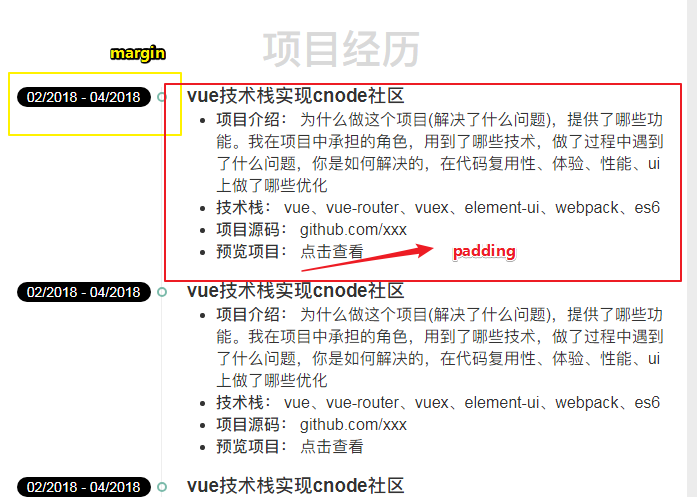 项目经历
margin
02/2018 - 04/2018
vue技术栈实现cnode社区
项目介绍： 为什么做这个项目(解决了什么问题)，提供了哪些功
能。我在项目中承担的角色，用到了哪些技术，做了过程中遇到
了什么问题，你是如何解决的，在代码复用性、体验、性能、ui
上做了哪些优化
技术栈： vue、vue-router、vuex、element-ui、webpack、es6
项目源码： github.com/xxx
预览项目： 点击查看
padding
02/2018 - 04/2018
vue技术栈实现cnode社区
项目介绍： 为什么做这个项目(解决了什么问题)，提供了哪些功
能。我在项目中承担的角色，用到了哪些技术，做了过程中遇到
了什么问题，你是如何解决的，在代码复用性、体验、性能、ui
上做了哪些优化
技术栈： vue、vue-router、vuex、element-ui、webpack、es6
项目源码： github.com/xxx
预览项目： 点击查看
02/2018 - 04/2018
vue技术栈实现cnode社区